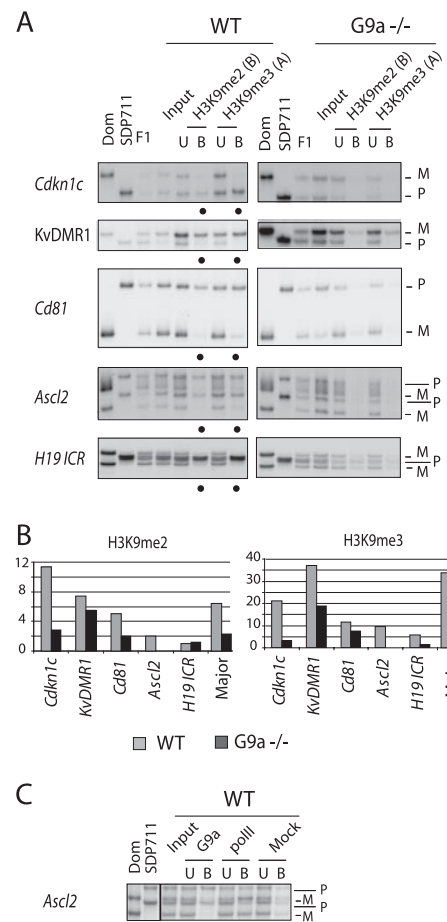 A
WT
G9a -/-
Dom
SDP711
F1
Input
H3K9me2 (B)
H3K9me3 (A)
U B U B
Dom
SDP711
F1
Input
H3K9me2 (B)
H3K9me3 (A)
U B U B
Cdkn1c
M
P
KvDMR1
M
P
Cd81
P
M
Ascl2
P
M
P
M
H19 ICR
M
P
M
B
H3K9me2
H3K9me3
12
8
4
0
40
30
20
10
0
Cdkn1c
KvDMR1
Cd81
Ascl2
H19 ICR
Major
Cdkn1c
KvDMR1
Cd81
Ascl2
H19 ICR
WT
G9a -/-
C
WT
Dom
SDP711
Input
G9a
polII
Mock
U B U B U B
Ascl2
P
M
P
M